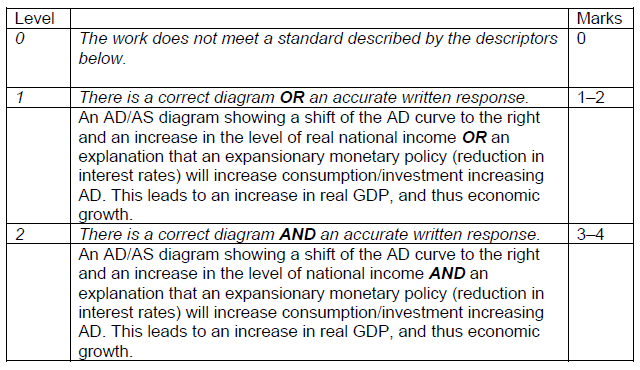 Level Marks
0 The work does not meet a standard described by the descriptors 0
below.
1 There is a correct diagram OR an accurate written response. 1–2
An AD/AS diagram showing a shift of the AD curve to the right
and an increase in the level of real national income OR an
explanation that an expansionary monetary policy (reduction in
interest rates) will increase consumption/investment increasing
AD. This leads to an increase in real GDP, and thus economic
growth.
2 There is a correct diagram AND an accurate written response. 3–4
An AD/AS diagram showing a shift of the AD curve to the right
and an increase in the level of national income AND an
explanation that an expansionary monetary policy (reduction in
interest rates) will increase consumption/investment increasing
AD. This leads to an increase in real GDP, and thus economic
growth.